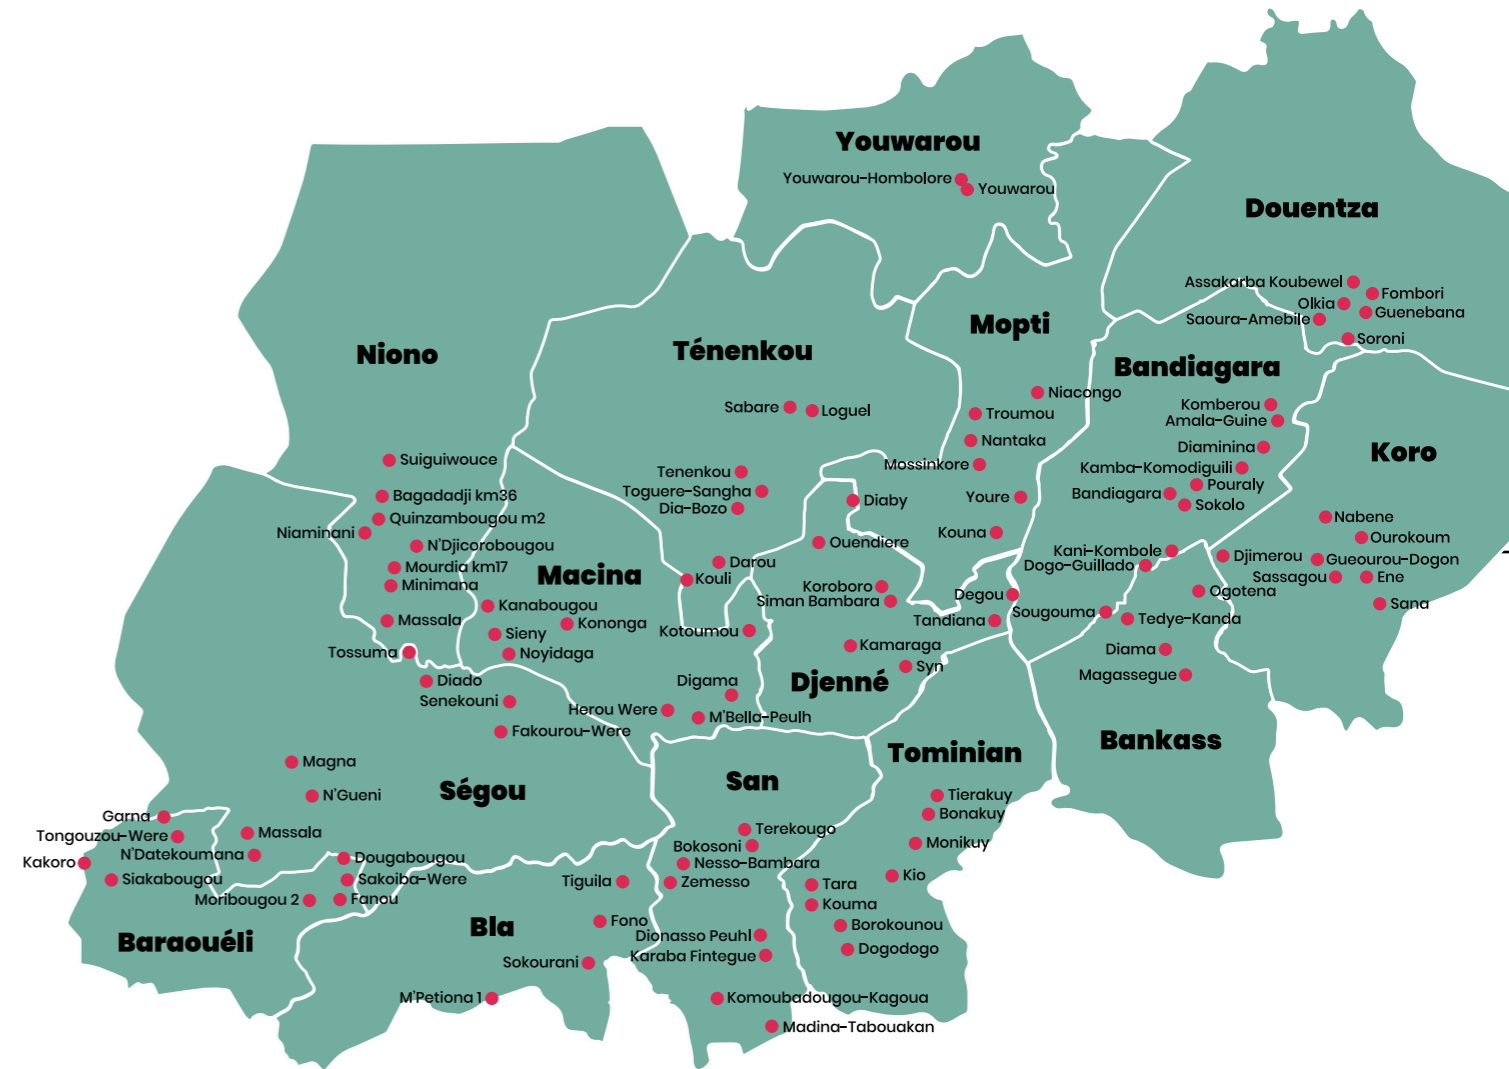 Youwarou
Youwarou-Hombolore
Youwarou
Douentza
Assakarba Koubewel
Fombori
Olkia
Guenebana
Saoura-Amebile
Soroni
Mopti
Niacongo
Troumou
Nantaka
Mossinkore
Youre
Kouna
Niono
Suiguiwouce
Bagadadji km36
Quinzambougou m2
Niaminani
N'Djicorobougou
Mourdia km17
Minimana
Massala
Tossuma
Ténenkou
Sabare
Loguel
Tenenkou
Toguere-Sangha
Dia-Bozo
Darou
Kouli
Bandiagara
Komberou
Amala-Guine
Diaminina
Kamba-Komodiguili
Pouraly
Bandiagara
Sokolo
Kani-Kombole
Dogo-Guillado
Koro
Nabene
Ourokoum
Djimerou
Gueourou-Dogon
Sassagou
Ene
Sana
Macina
Kanabougou
Kononga
Sieny
Noyidaga
Kotoumou
Digama
Herou Were
M'Bella-Peulh
Diaby
Ouendiere
Koroboro
Siman Bambara
Degou
Tandiana
Kamaraga
Syn
Djenné
Ogotena
Sougouma
Tedye-Kanda
Diama
Magassegue
Bankass
Diado
Senekouni
Fakourou-Were
Magna
N'Gueni
Ségou
Massala
N'Datekoumana
Dougabougou
Sakoiba-Were
Fanou
Garna
Tongouzou-Were
Kakoro
Siakabougou
Moribougou 2
Baraouéli
Tiguila
Bla
Fono
Sokourani
M'Petiona 1
San
Terekougo
Bokosoni
Nesso-Bambara
Zemesso
Dionasso Peuhl
Karaba Fintegue
Komoubadougou-Kagoua
Madina-Tabouakan
Tominian
Tierakuy
Bonakuy
Monikuy
Kio
Tara
Kouma
Borokounou
Dogodogo